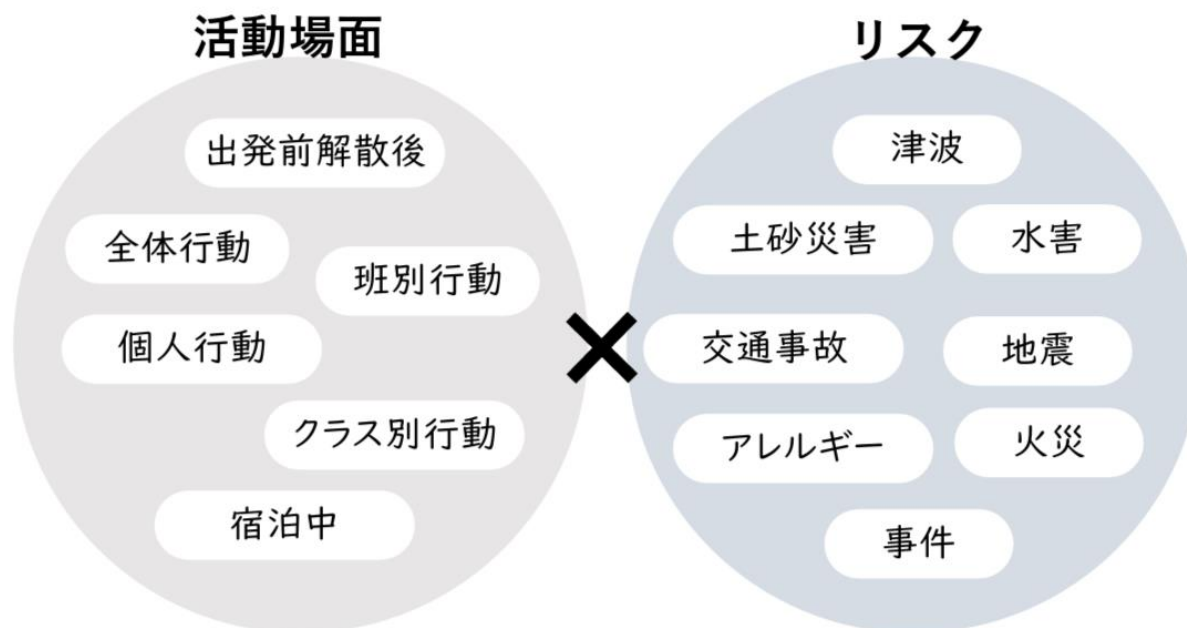 活動場面
出発前解散後
全体行動
班別行動
個人行動
クラス別行動
宿泊中
×
リスク
津波
土砂災害
水害
交通事故
地震
アレルギー
火災
事件